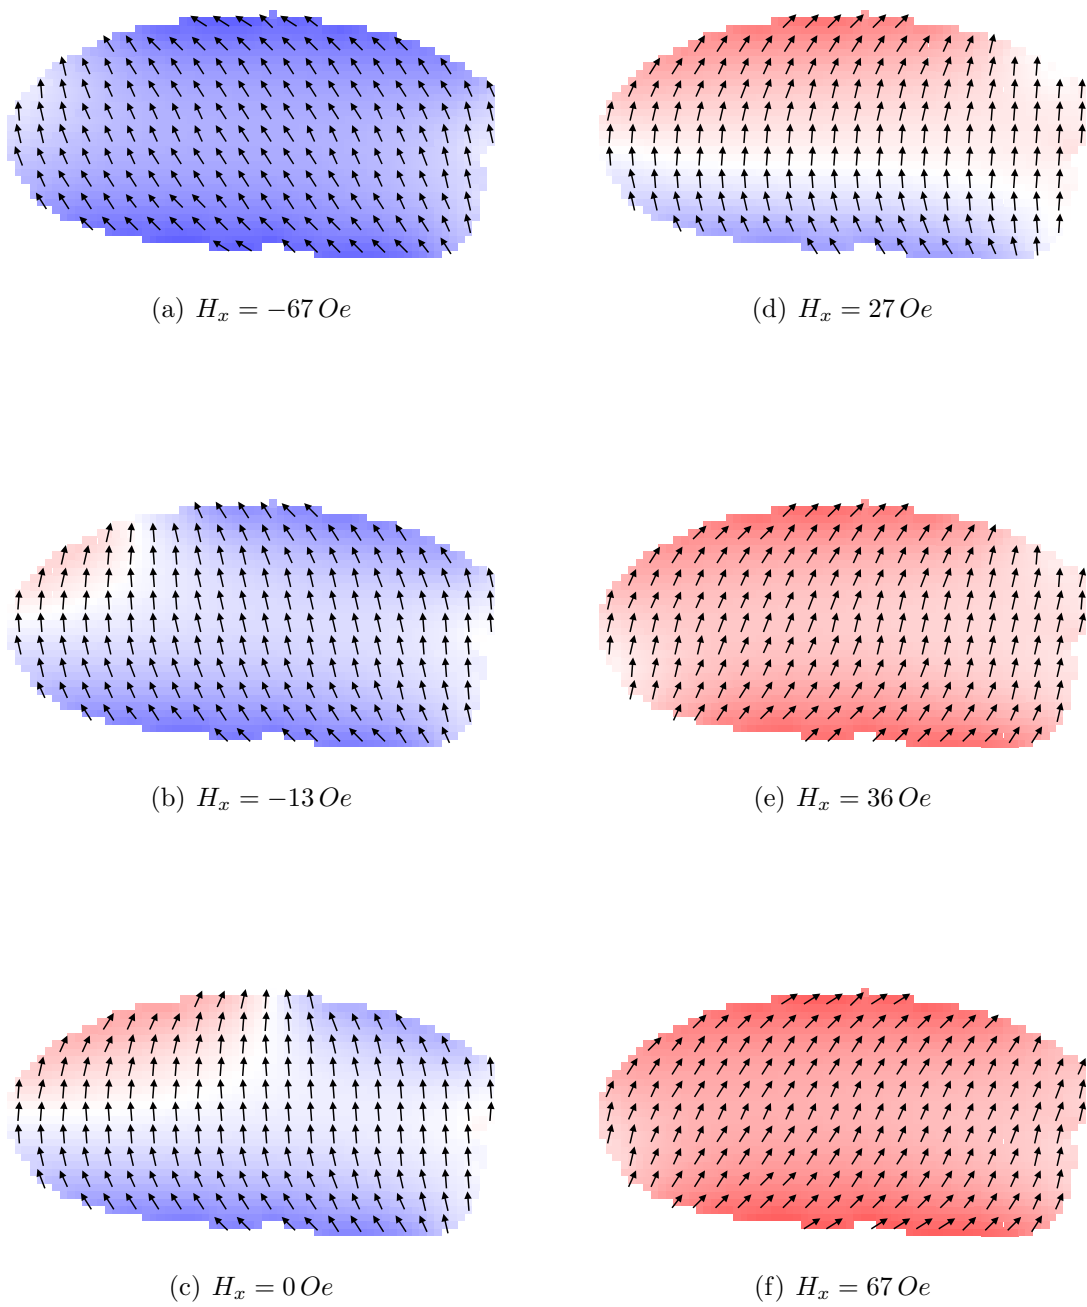 (a) H_x = −67 Oe
(d) H_x = 27 Oe
(b) H_x = −13 Oe
(e) H_x = 36 Oe
(c) H_x = 0 Oe
(f) H_x = 67 Oe